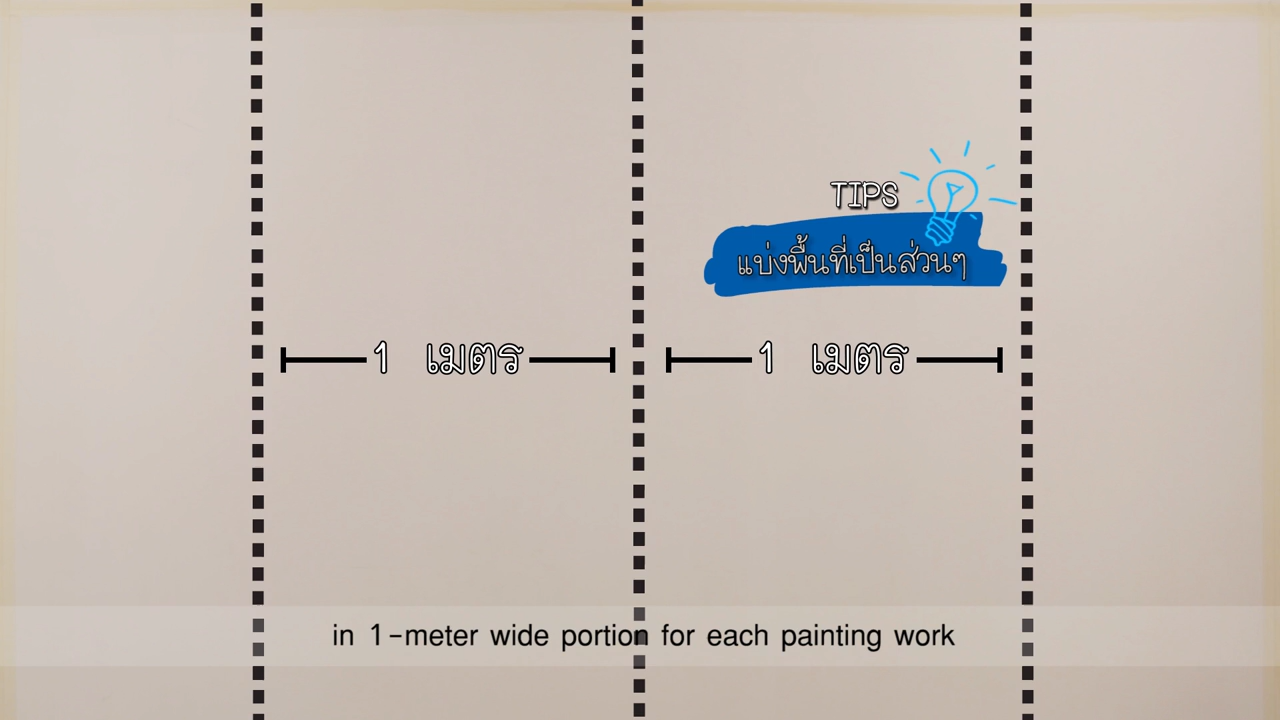 TIPS
แบ่งพื้นที่เป็นส่วนๆ
1 เมตร
1 เมตร
in 1-meter wide portion for each painting work